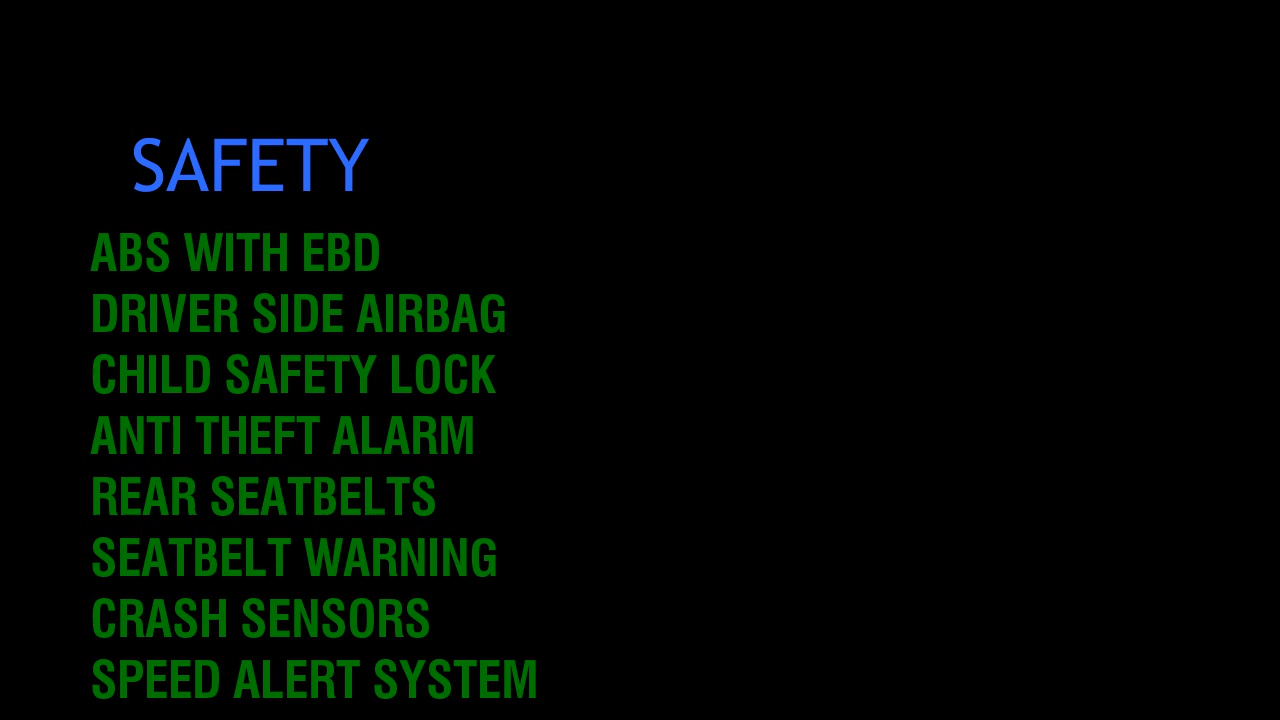 SAFETY
ABS WITH EBD
DRIVER SIDE AIRBAG
CHILD SAFETY LOCK
ANTI THEFT ALARM
REAR SEATBELTS
SEATBELT WARNING
CRASH SENSORS
SPEED ALERT SYSTEM